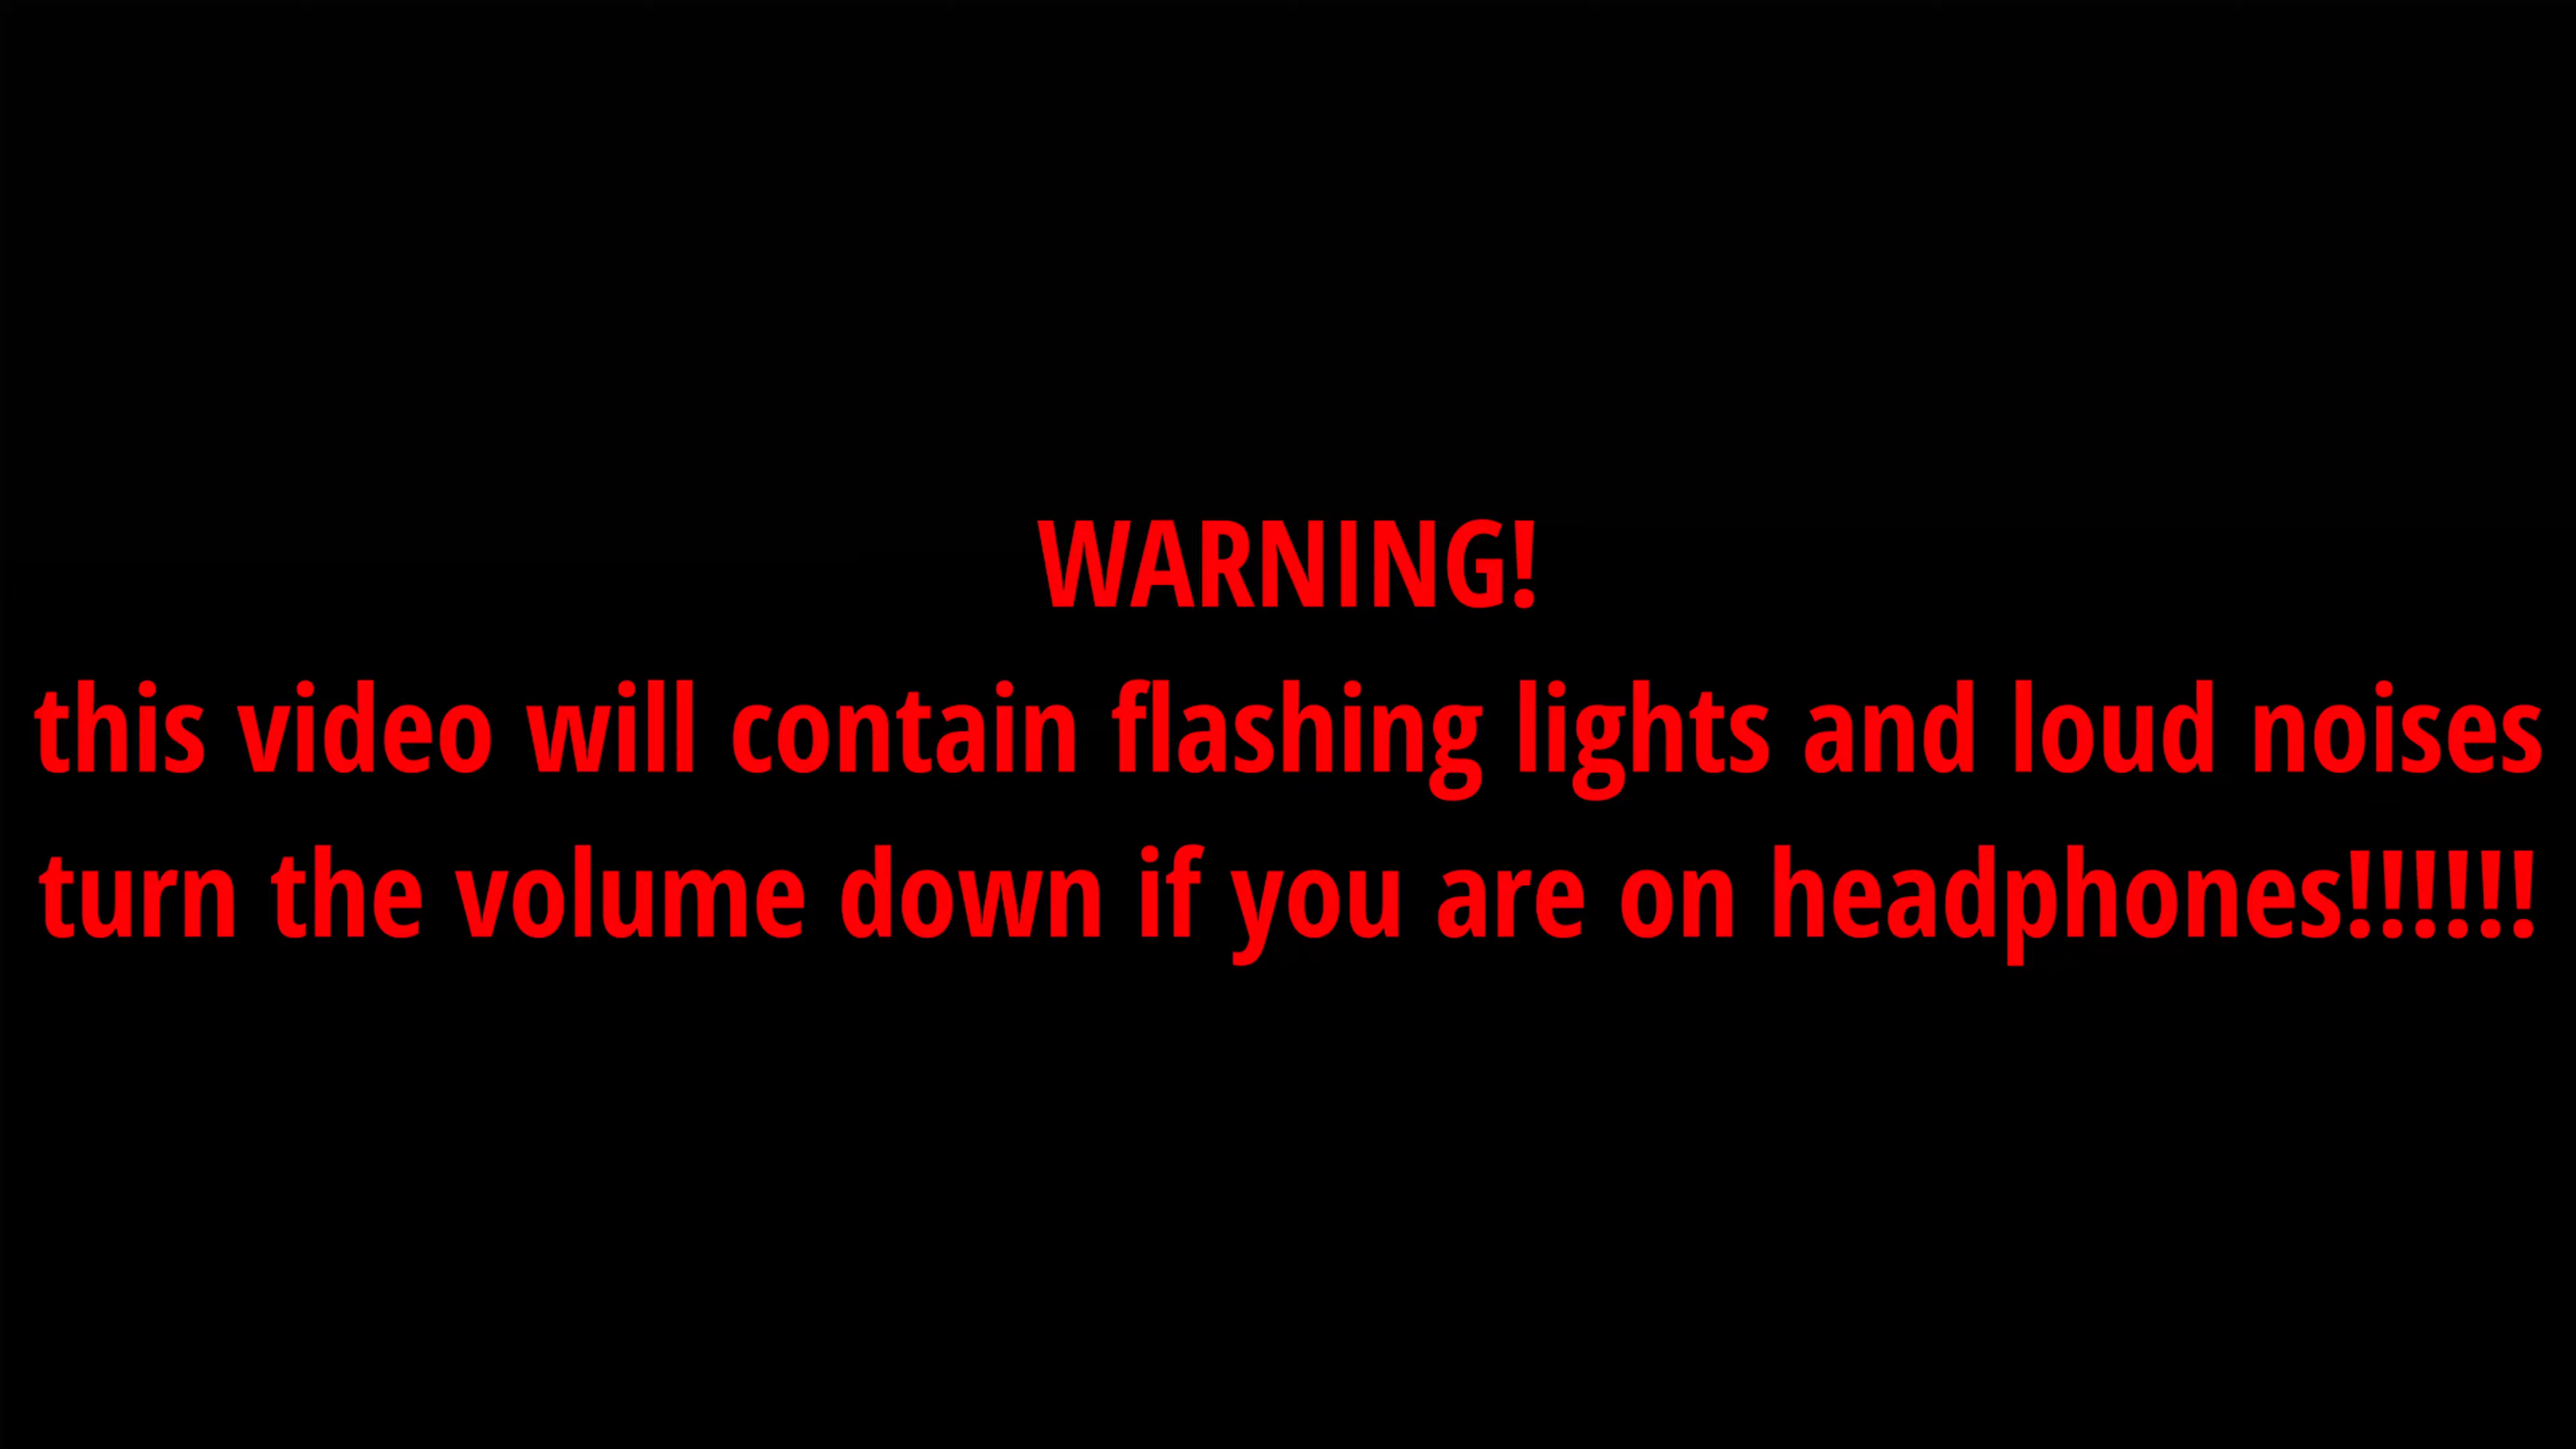 WARNING!
this video will contain flashing lights and loud noises
turn the volume down if you are on headphones!!!!!!